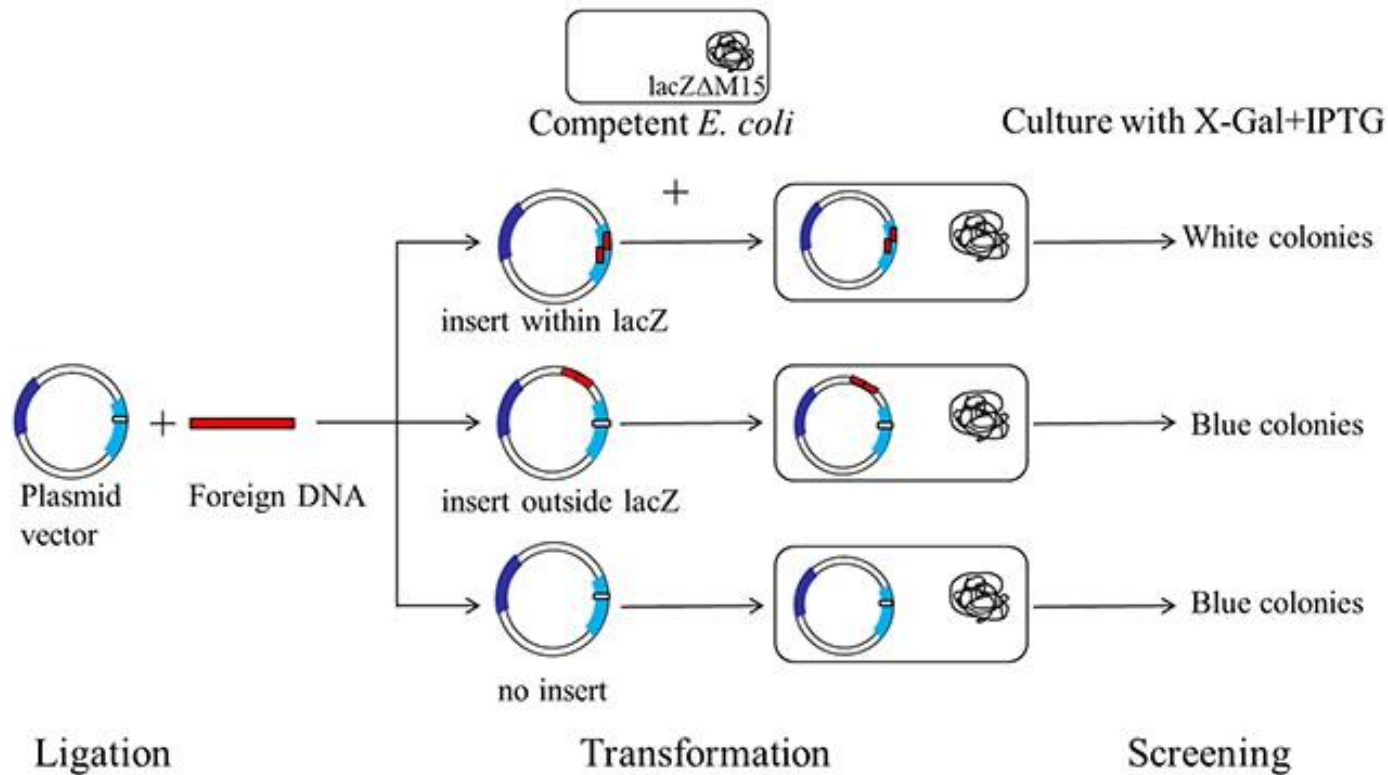 lacZΔM15
Competent E. coli
Culture with X-Gal+IPTG
+
White colonies
insert within lacZ
+
Blue colonies
Plasmid
vector
Foreign DNA
insert outside lacZ
Blue colonies
no insert
Ligation
Transformation
Screening